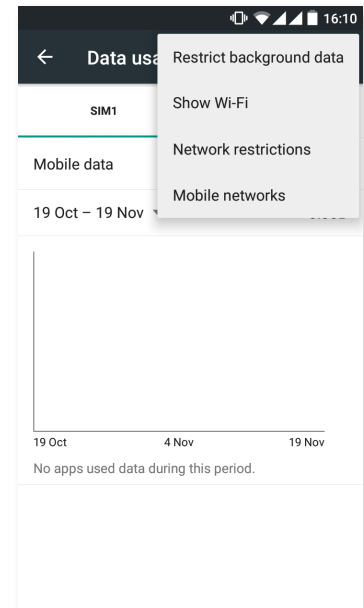 16:10
Data usa
Restrict background data
Show Wi-Fi
Network restrictions
Mobile networks
SIM1
Mobile data
19 Oct – 19 Nov
19 Oct
4 Nov
19 Nov
No apps used data during this period.